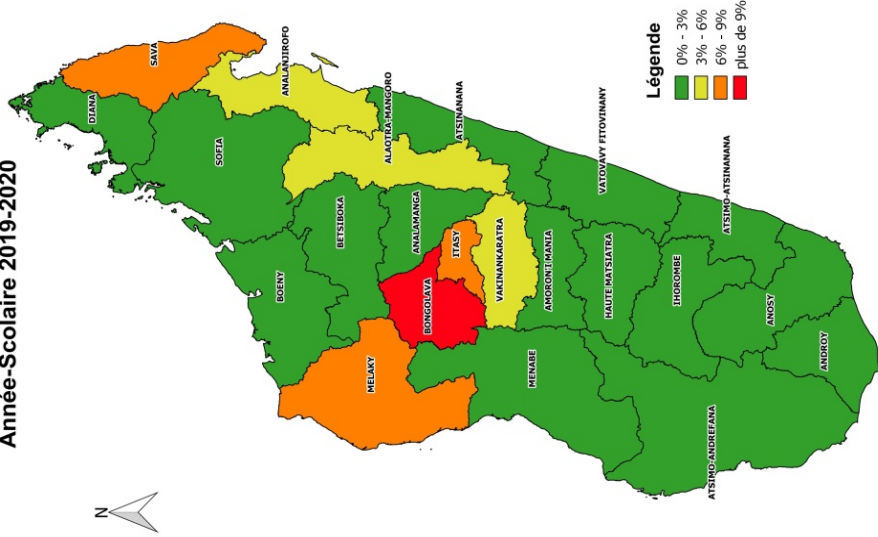 Année-Scolaire 2019-2020
N
DIANA
SAVA
SOFIA
ANALANJIROFO
BOENY
BETSIBOKA
ALAOTRA-MANGORO
MELAKY
BONGOLAVA
ANALAMANGA
ITASY
ATSINANANA
VAKINANKARATRA
MENABE
AMORON'I MANIA
VATOVAVY FITOVINANY
HAUTE MATSIATRA
IHOROMBE
ATSIMO-ATSINANANA
ATSIMO-ANDREFANA
ANOSY
ANDROY
Légende
0% - 3%
3% - 6%
6% - 9%
plus de 9%